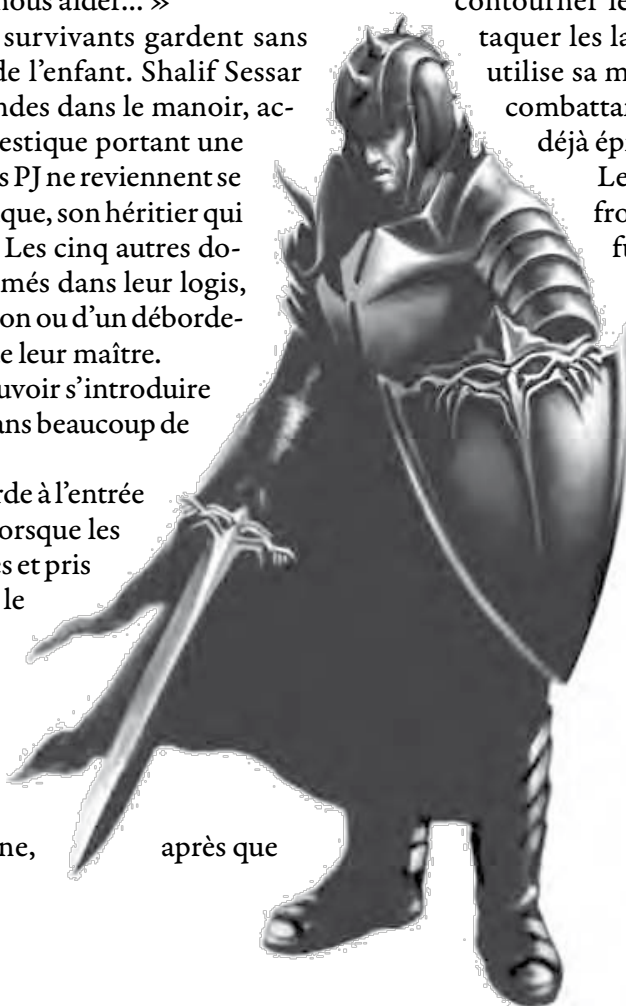 nous aider… »
survivants gardent sans
de l’enfant. Shalif Sessar
ndes dans le manoir, ac-
estique portant une
s PJ ne reviennent se
que, son héritier qui
Les cinq autres do-
més dans leur logis,
on ou d’un déborde-
e leur maître.
uvoir s’introduire
ans beaucoup de
rde à l’entrée
orsque les
es et pris
le
ne,
après que
contourner le
taquer les la
utilise sa m
combattan
déjà épi
Le
fro
fu